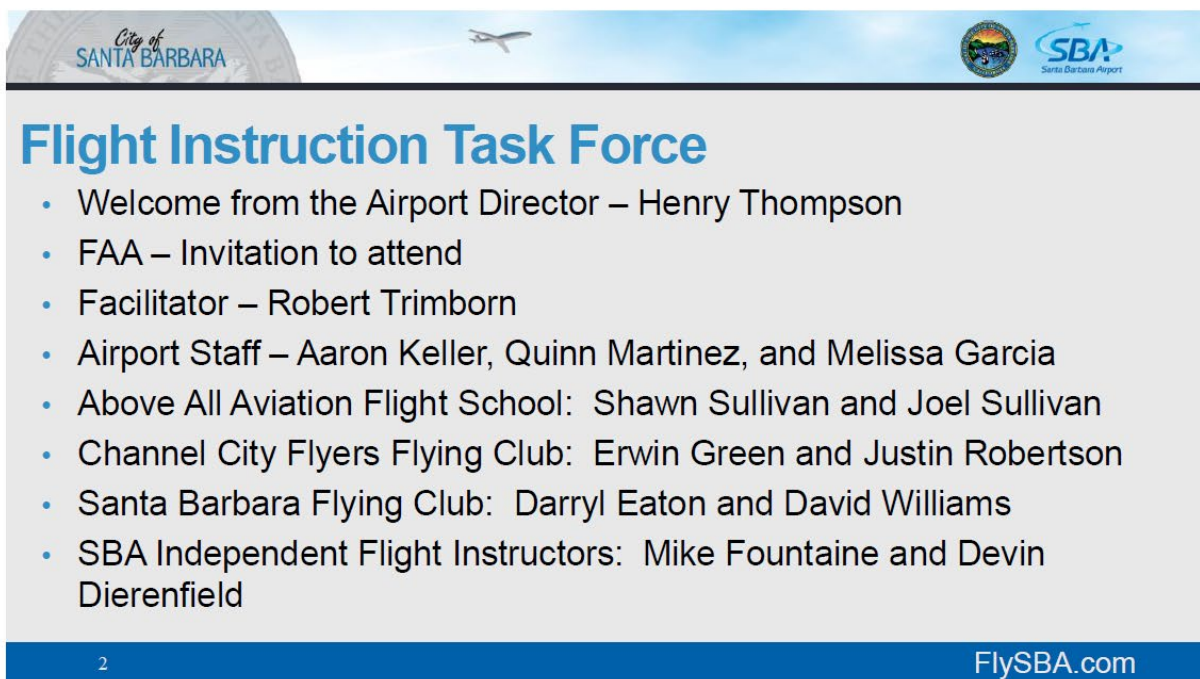 City of
SANTA BARBARA
SBA
Santa Barbara Airport
Flight Instruction Task Force
• Welcome from the Airport Director – Henry Thompson
• FAA – Invitation to attend
• Facilitator – Robert Trimborn
• Airport Staff – Aaron Keller, Quinn Martinez, and Melissa Garcia
• Above All Aviation Flight School:  Shawn Sullivan and Joel Sullivan
• Channel City Flyers Flying Club:  Erwin Green and Justin Robertson
• Santa Barbara Flying Club:  Darryl Eaton and David Williams
• SBA Independent Flight Instructors:  Mike Fountaine and Devin
Dierenfield
2
FlySBA.com